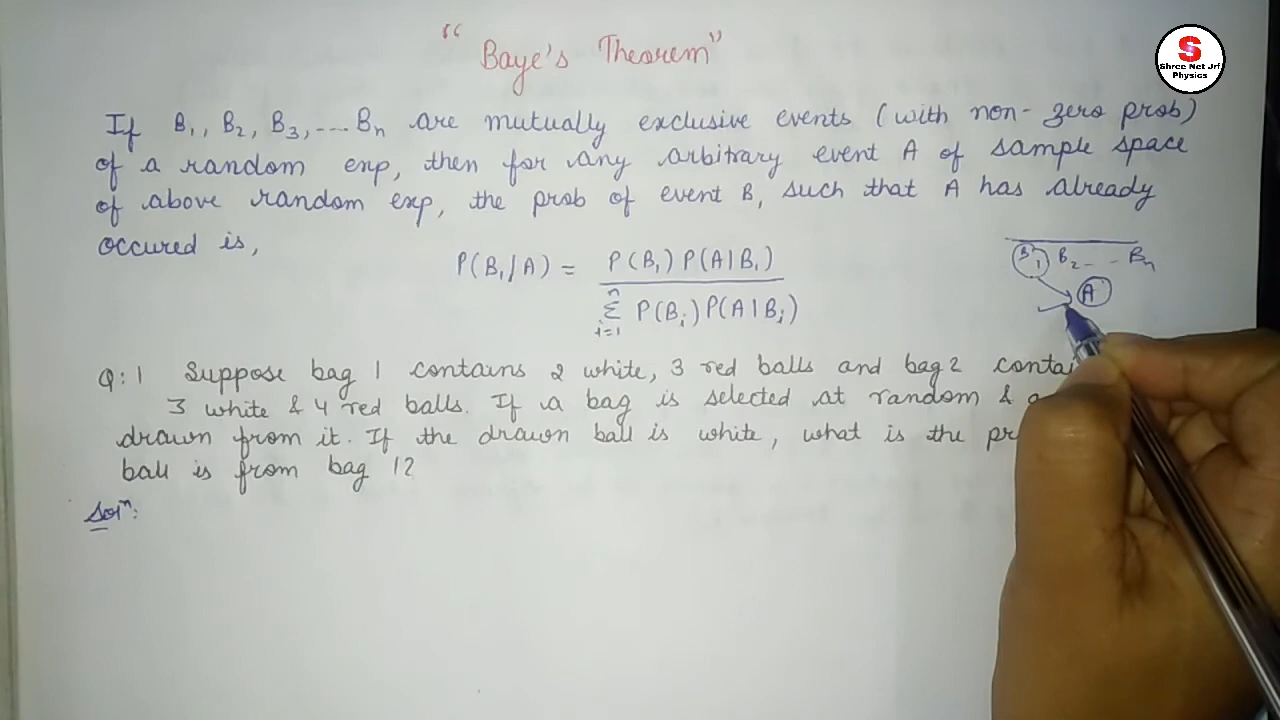 “ Baye's Theorem ”
S
Shree Net Jrf
Physics
If B₁, B₂, B₃, .... Bn are mutually exclusive events (with non-zero prob)
of a random enp, then for any arbitrary event A of sample space
of above random exp, the prob of event B, such that A has already
occured is,
P(B₁/A) = P(B₁) P(A|B₁) / n Σ i=1 P(Bi) P(A|Bi)
B₁ B₂ - - - Bn
A
Q:1 Suppose bag 1 contains 2 white, 3 red balls and bag 2 contai
3 white & 4 red balls. If a bag is selected at random & a
drawn from it. If the drawn ball is white, what is the pr
ball is from bag 1?
Solⁿ: